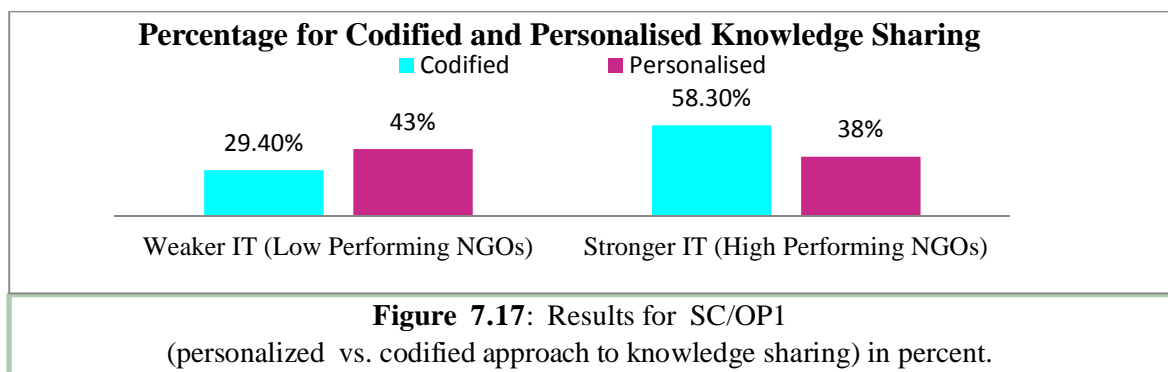 Percentage for Codified and Personalised Knowledge Sharing
Codified Personalised
29.40% 43% 58.30% 38%
Weaker IT (Low Performing NGOs) Stronger IT (High Performing NGOs)
Figure 7.17: Results for SC/OP1
(personalized vs. codified approach to knowledge sharing) in percent.